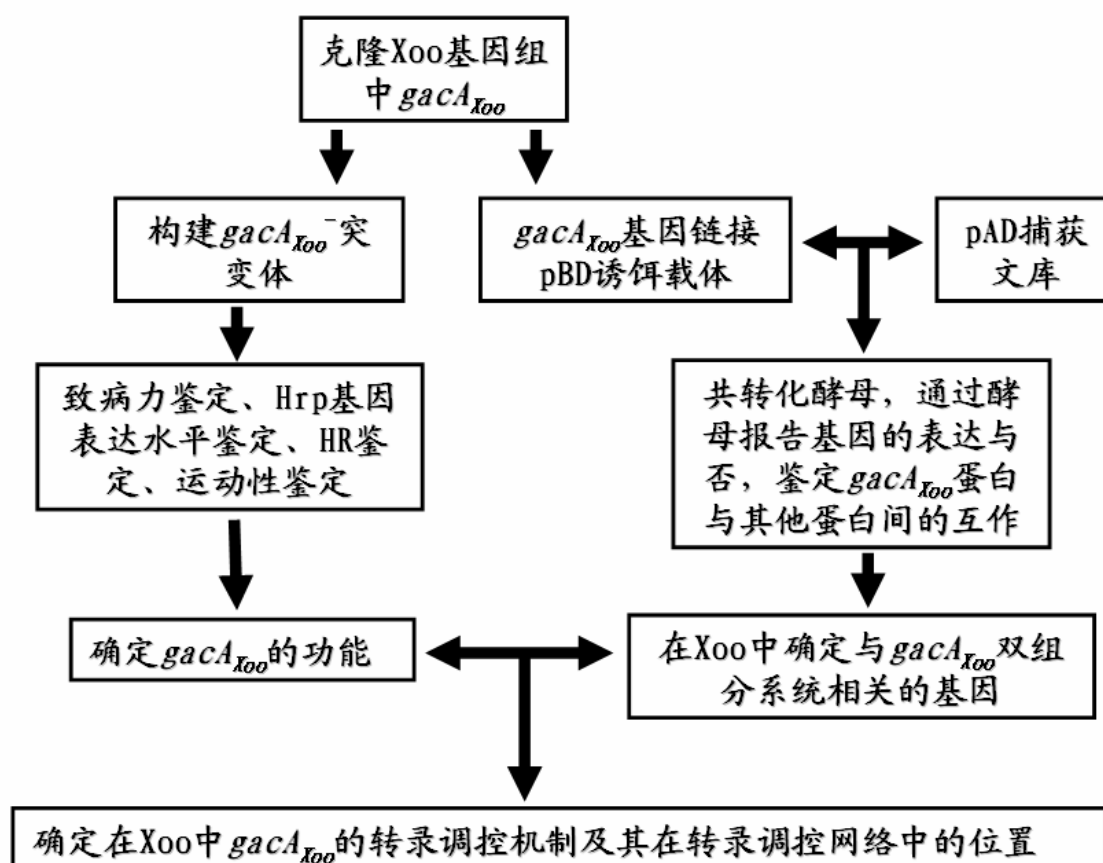 克隆Xoo基因组
中gacA_Xoo
构建gacA_Xoo⁻突
变体
gacA_Xoo基因链接
pBD诱饵载体
pAD捕获
文库
致病力鉴定、Hrp基因
表达水平鉴定、HR鉴
定、运动性鉴定
共转化酵母，通过酵
母报告基因的表达与
否，鉴定gacA_Xoo蛋白
与其他蛋白间的互作
确定gacA_Xoo的功能
在Xoo中确定与gacA_Xoo双组
分系统相关的基因
确定在Xoo中gacA_Xoo的转录调控机制及其在转录调控网络中的位置